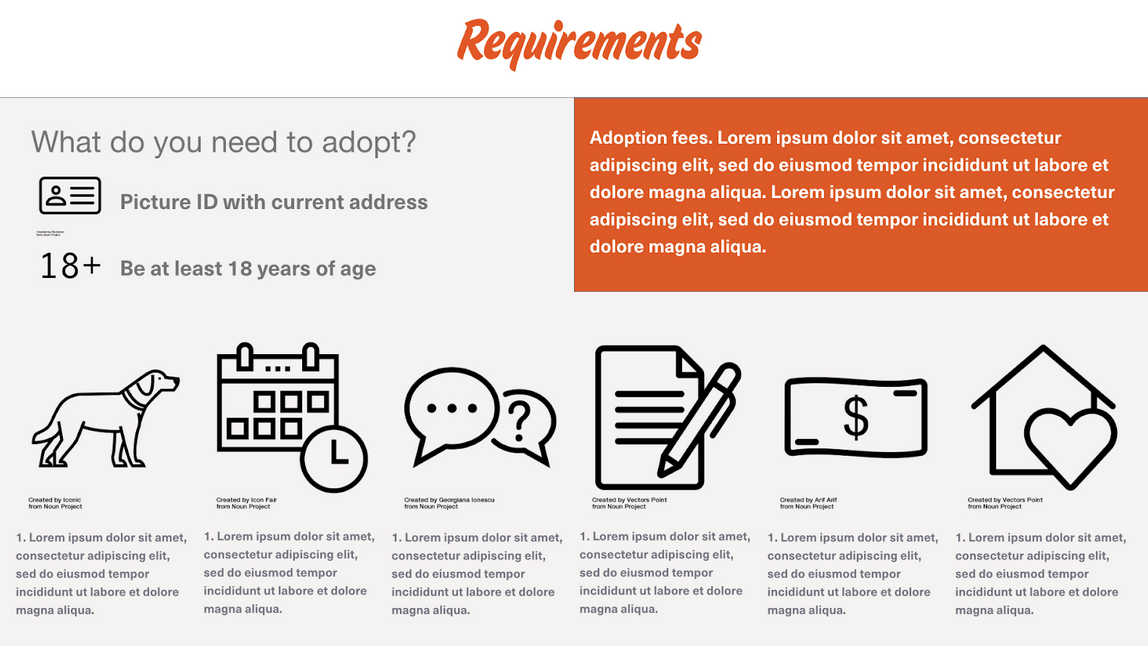 Requirements
What do you need to adopt?
Picture ID with current address
from Noun Project
18+
Be at least 18 years of age
Adoption fees. Lorem ipsum dolor sit amet, consectetur
adipiscing elit, sed do eiusmod tempor incididunt ut labore et
dolore magna aliqua. Lorem ipsum dolor sit amet, consectetur
adipiscing elit, sed do eiusmod tempor incididunt ut labore et
dolore magna aliqua.
?
$
Created by Iconic
from Noun Project
Created by Icon Fair
from Noun Project
Created by Georgiana Ionescu
from Noun Project
Created by Vectors Point
from Noun Project
Created by Arif Arif
from Noun Project
Created by Vectors Point
from Noun Project
1. Lorem ipsum dolor sit amet,
consectetur adipiscing elit,
sed do eiusmod tempor
incididunt ut labore et dolore
magna aliqua.
1. Lorem ipsum dolor sit amet,
consectetur adipiscing elit,
sed do eiusmod tempor
incididunt ut labore et dolore
magna aliqua.
1. Lorem ipsum dolor sit amet,
consectetur adipiscing elit,
sed do eiusmod tempor
incididunt ut labore et dolore
magna aliqua.
1. Lorem ipsum dolor sit amet,
consectetur adipiscing elit,
sed do eiusmod tempor
incididunt ut labore et dolore
magna aliqua.
1. Lorem ipsum dolor sit amet,
consectetur adipiscing elit,
sed do eiusmod tempor
incididunt ut labore et dolore
magna aliqua.
1. Lorem ipsum dolor sit amet,
consectetur adipiscing elit,
sed do eiusmod tempor
incididunt ut labore et dolore
magna aliqua.